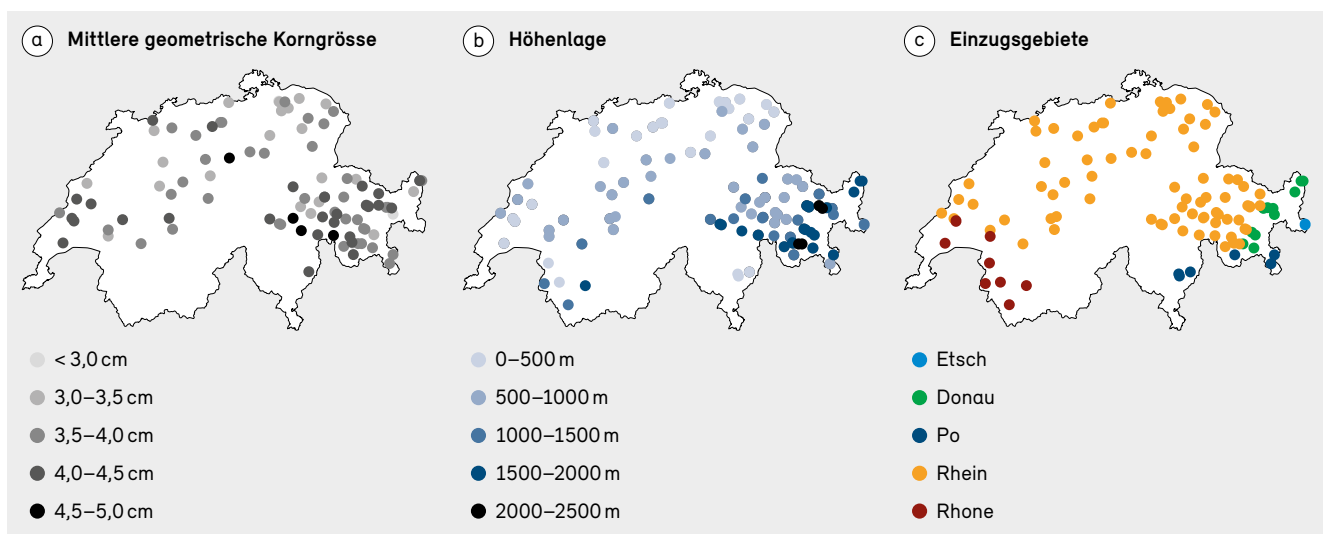 a Mittlere geometrische Korngrösse
< 3,0 cm
3,0–3,5 cm
3,5–4,0 cm
4,0–4,5 cm
4,5–5,0 cm
b Höhenlage
0–500 m
500–1000 m
1000–1500 m
1500–2000 m
2000–2500 m
c Einzugsgebiete
Etsch
Donau
Po
Rhein
Rhone